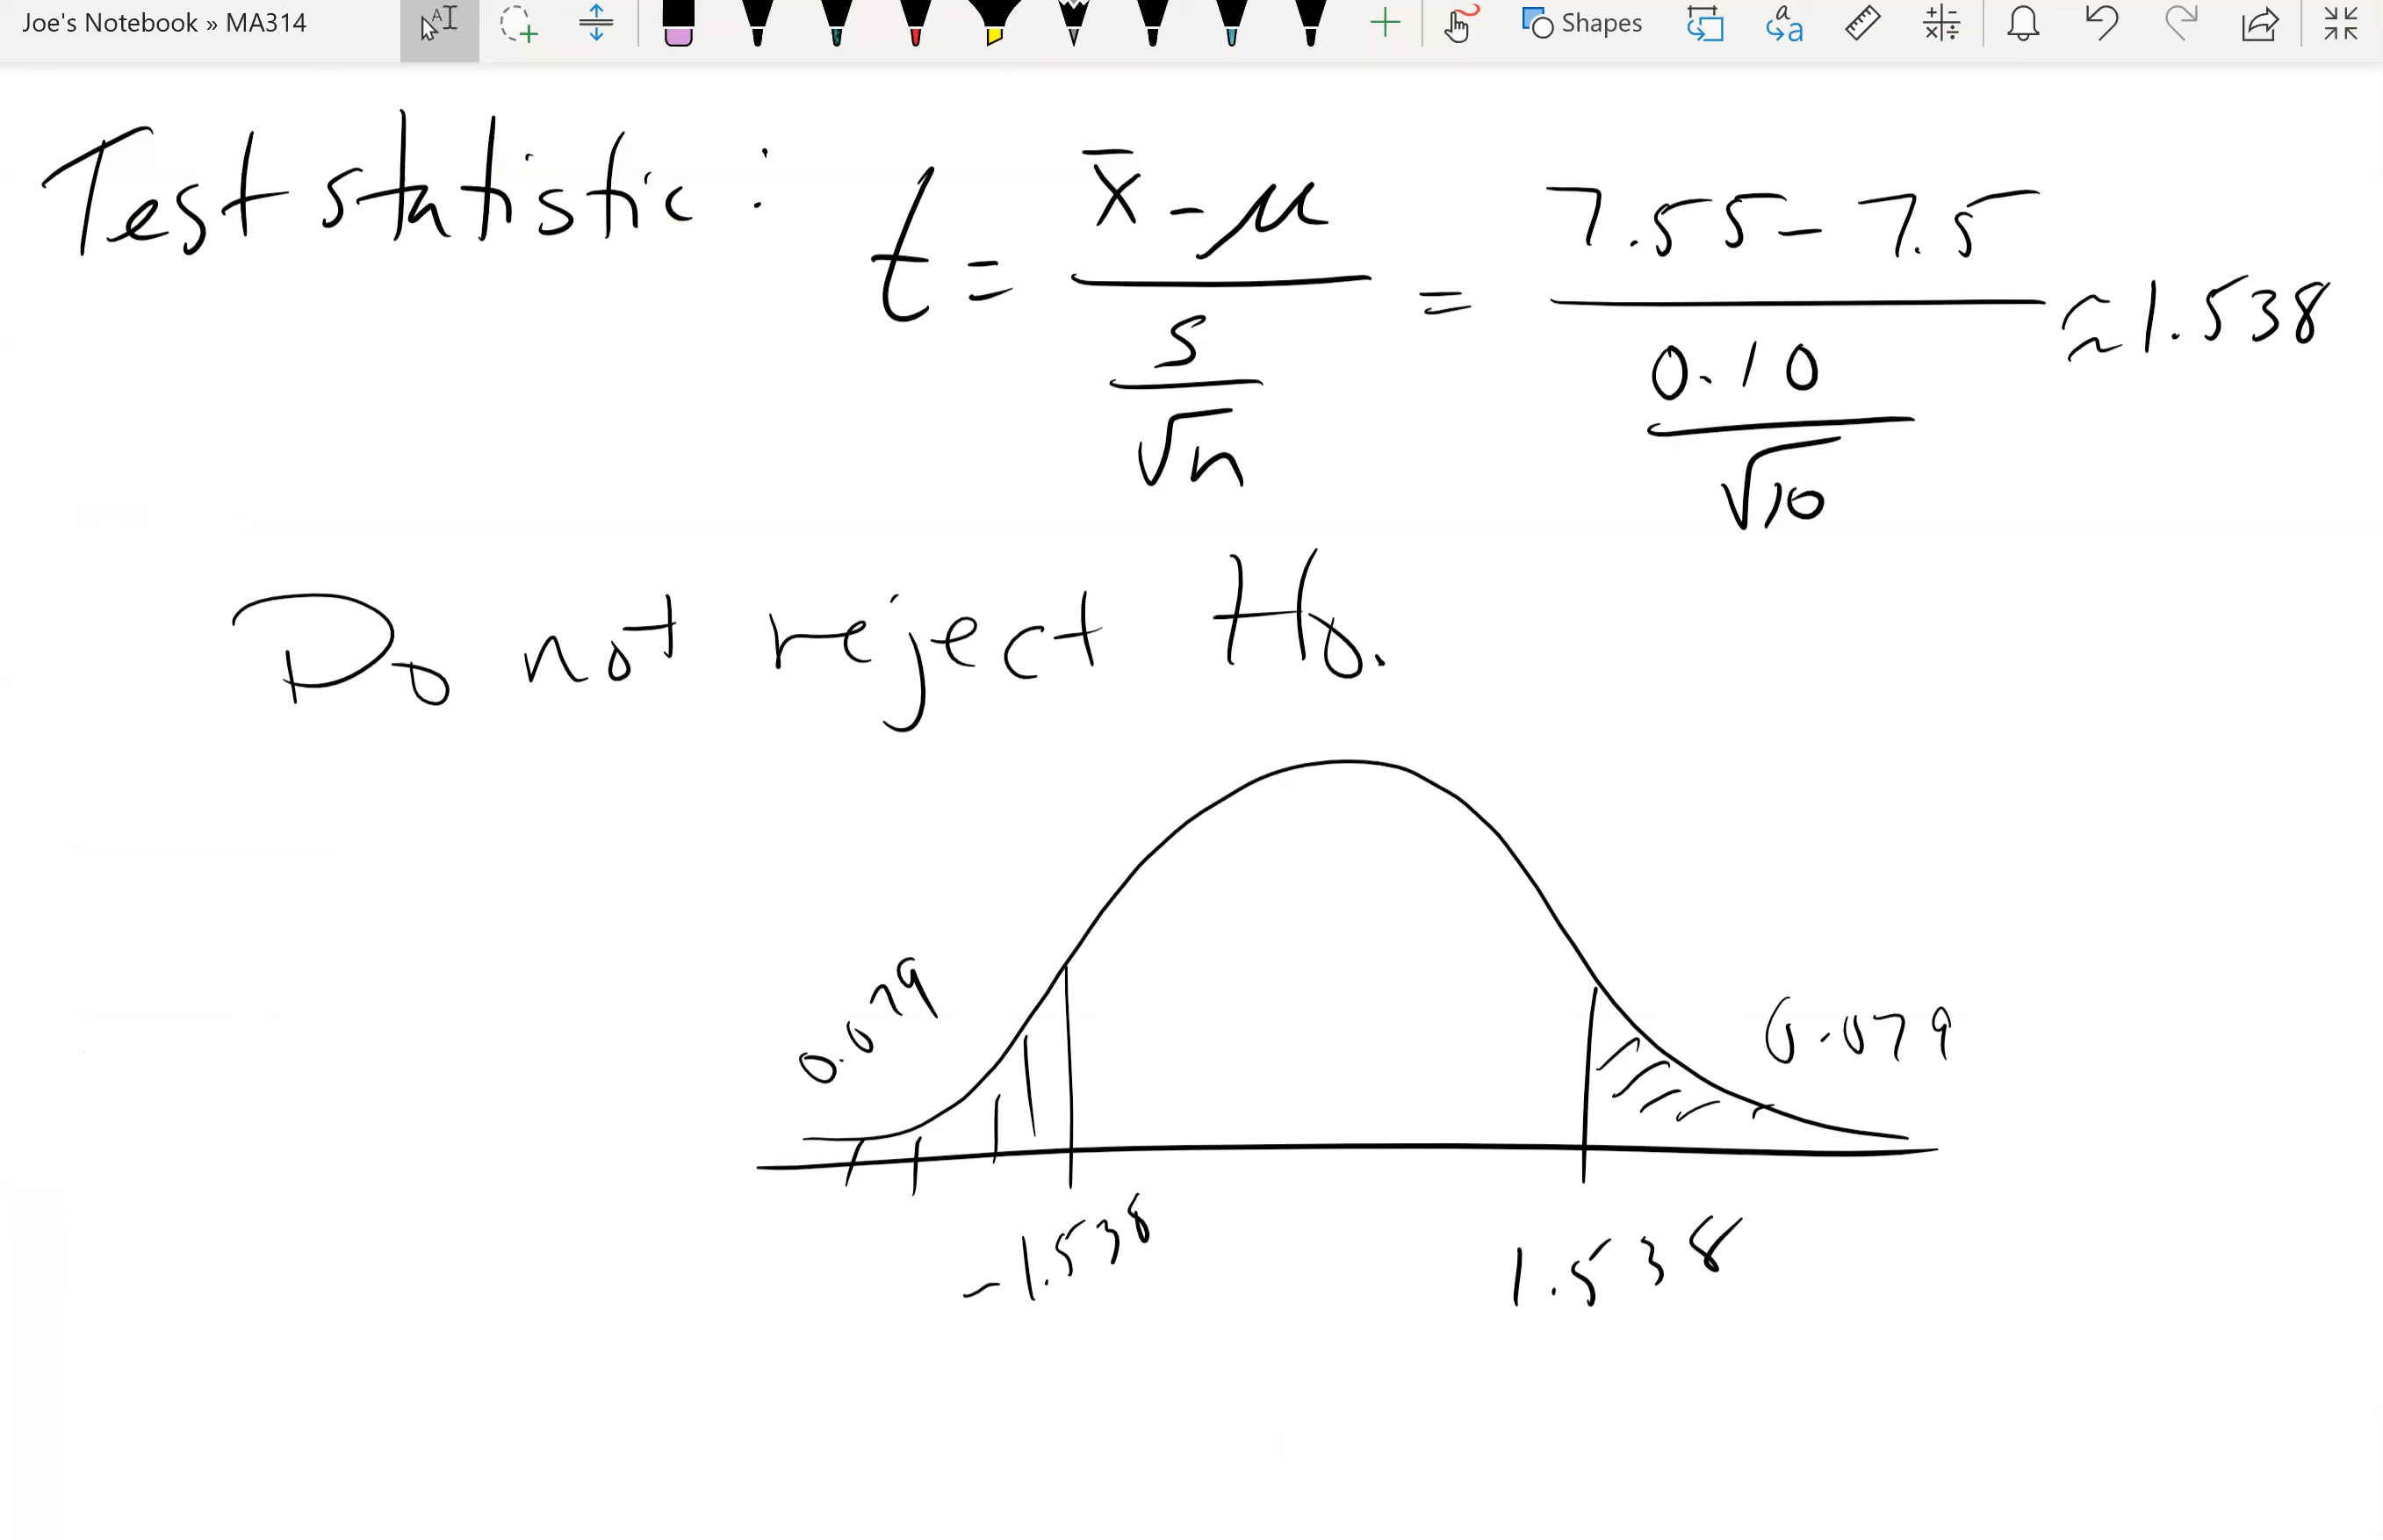 Joe's Notebook » MA314
Shapes
Test statistic: t = (x̄ - μ)/(s/√n) = (7.55 - 7.5)/(0.10/√10) ≈ 1.538
Do not reject H₀.
0.079
0.079
-1.538
1.538